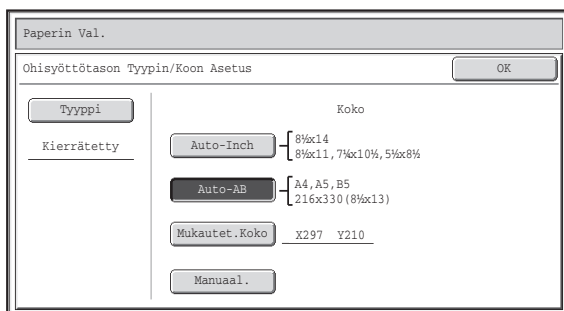 Paperin Val.
Ohisyöttötason Tyypin/Koon Asetus OK
Tyyppi
Kierrätetty
Koko
Auto-Inch
8½x14
8½x11,7¼x10½,5½x8½
Auto-AB
A4,A5,B5
216x330(8½x13)
Mukautet.Koko X297 Y210
Manuaal.